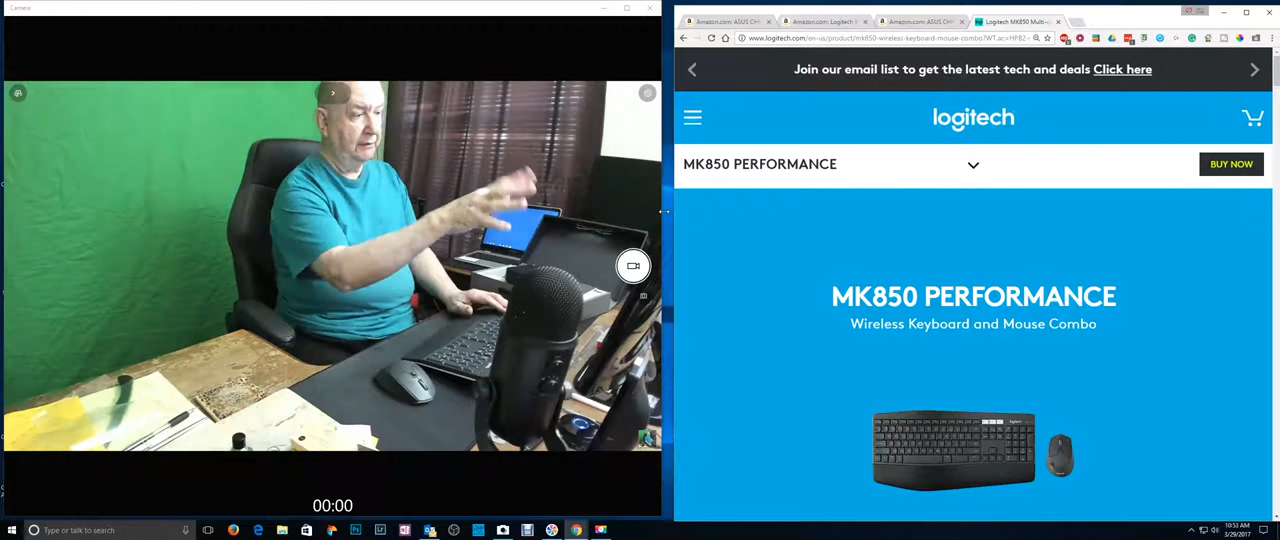 Camera
Amazon.com: ASUS CH
Amazon.com: Logitech
Amazon.com: ASUS CH
Logitech MK850 Multi-
www.logitech.com/en-us/product/mk850-wireless-keyboard-mouse-combo?WT.ac=HPB2-
Join our email list to get the latest tech and deals Click here
logitech
MK850 PERFORMANCE
BUY NOW
MK850 PERFORMANCE
Wireless Keyboard and Mouse Combo
00:00
Type or talk to search
10:53 AM
3/29/2017